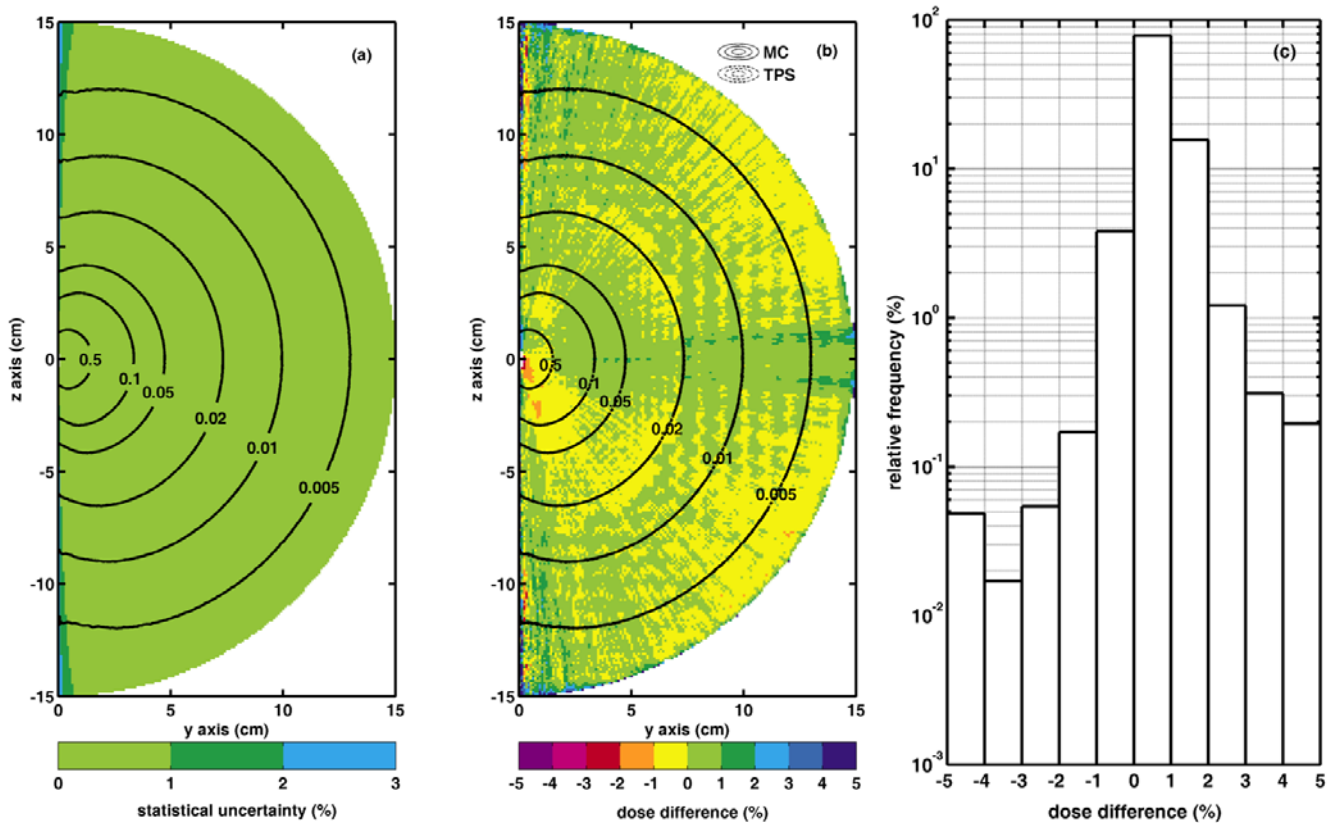 (a)
15
10
5
0
-5
-10
-15
z axis (cm)
0.5
0.1
0.05
0.02
0.01
0.005
0 5 10 15
y axis (cm)
0 1 2 3
statistical uncertainty (%)
(b)
MC
TPS
15
10
5
0
-5
-10
-15
z axis (cm)
0.5
0.1
0.05
0.02
0.01
0.005
0 5 10 15
y axis (cm)
-5 -4 -3 -2 -1 0 1 2 3 4 5
dose difference (%)
(c)
10²
10¹
10⁰
10⁻¹
10⁻²
10⁻³
relative frequency (%)
-5 -4 -3 -2 -1 0 1 2 3 4 5
dose difference (%)